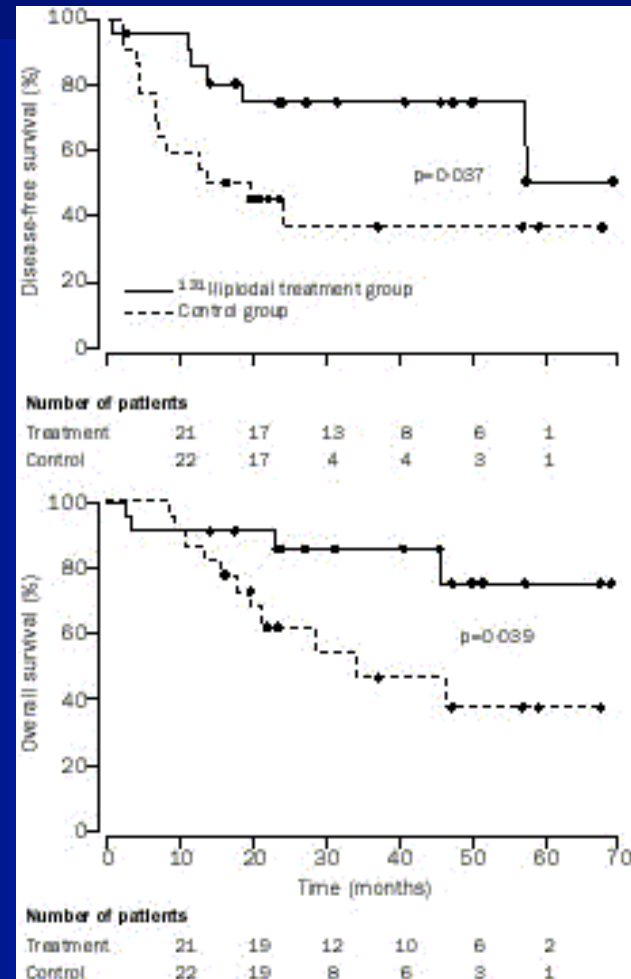 Disease-free survival (%)
100
80
60
40
20
0
p=0·037
¹³¹I lipiodal treatment group
Control group
Number of patients
Treatment 21 17 13 8 6 1
Control 22 17 4 4 3 1
Overall survival (%)
100
80
60
40
20
0
p=0·039
0 10 20 30 40 50 60 70
Time (months)
Number of patients
Treatment 21 19 12 10 6 2
Control 22 19 8 6 3 1